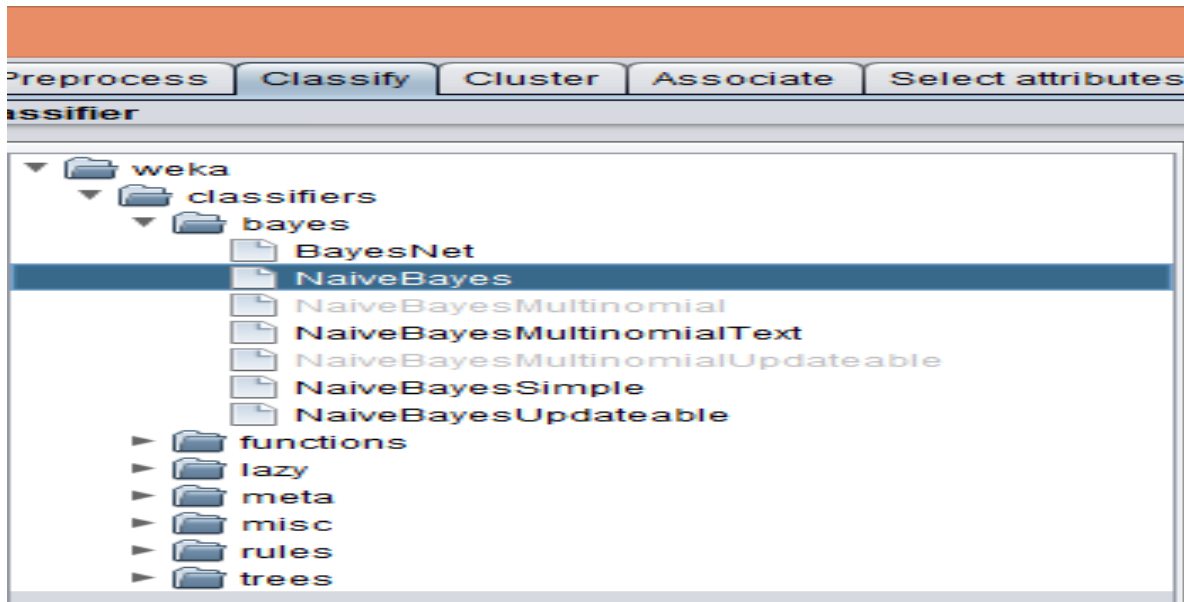 Preprocess Classify Cluster Associate Select attributes
assifier
weka
classifiers
bayes
BayesNet
NaiveBayes
NaiveBayesMultinomial
NaiveBayesMultinomialText
NaiveBayesMultinomialUpdateable
NaiveBayesSimple
NaiveBayesUpdateable
functions
lazy
meta
misc
rules
trees